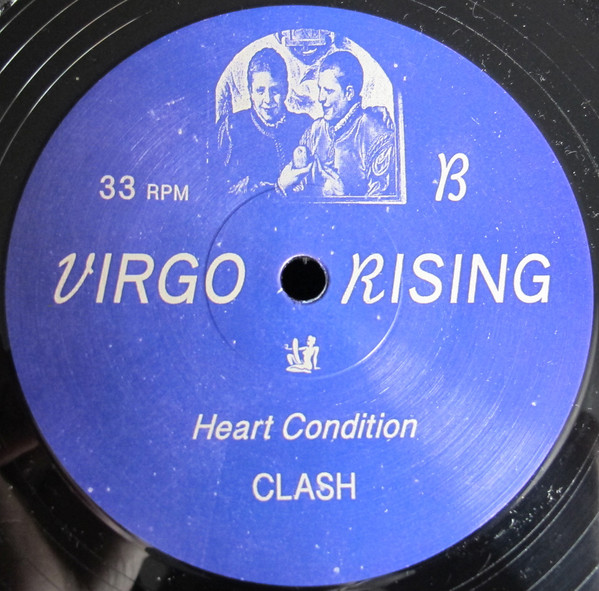 33 RPM
B
VIRGO RISING
Heart Condition
CLASH